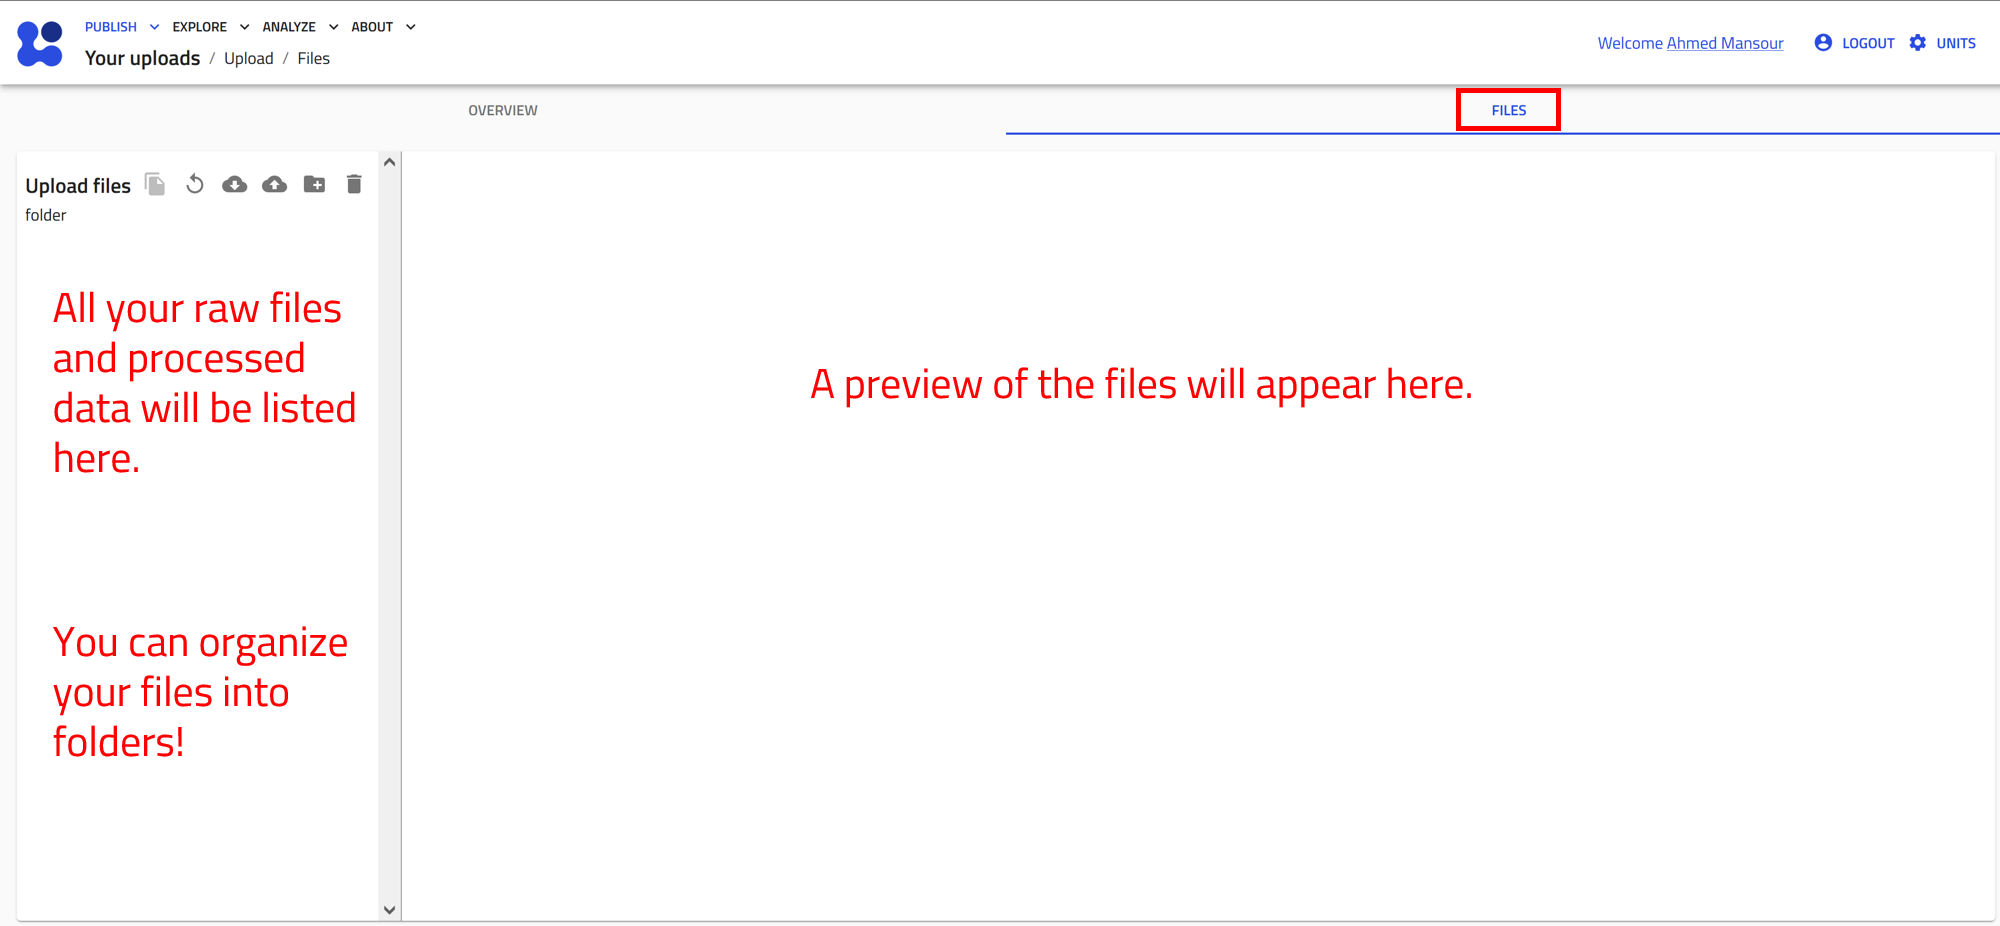 PUBLISH EXPLORE ANALYZE ABOUT
Your uploads / Upload / Files
Welcome Ahmed Mansour LOGOUT UNITS
OVERVIEW FILES
Upload files
folder
All your raw files
and processed
data will be listed
here.
A preview of the files will appear here.
You can organize
your files into
folders!